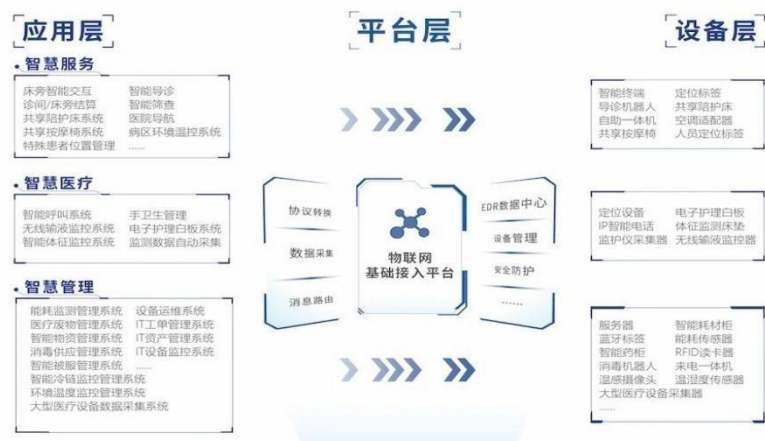 应用层
智慧服务
床旁智能交互 智能导诊
诊间/床旁结算 智能筛查
共享陪护床系统 医院导航
共享按摩椅系统 病区环境温控系统
特殊患者位置管理 ......
智慧医疗
智能呼叫系统 手卫生管理
无线输液监控系统 电子护理白板系统
智能体征监控系统 监测数据自动采集
智慧管理
能耗监测管理系统 设备运维系统
医疗废物管理系统 IT工单管理系统
智能物资管理系统 IT资产管理系统
消毒供应管理系统 IT设备监控系统
智能被服管理系统 ......
智能冷链监控管理系统
环境温度监控管理系统
大型医疗设备数据采集系统
平台层
协议转换
数据采集
消息路由
物联网
基础接入平台
EDR数据中心
设备管理
安全防护
......
设备层
智能终端 定位标签
导诊机器人 共享陪护床
自助一体机 空调适配器
共享按摩椅 人员定位标签
定位设备 电子护理白板
IP智能电话 体征监测床垫
监护仪采集器 无线输液监控器
服务器 智能耗材柜
蓝牙标签 能耗传感器
智能药柜 RFID读卡器
消毒机器人 来电一体机
温感摄像头 温湿度传感器
大型医疗设备采集器
......